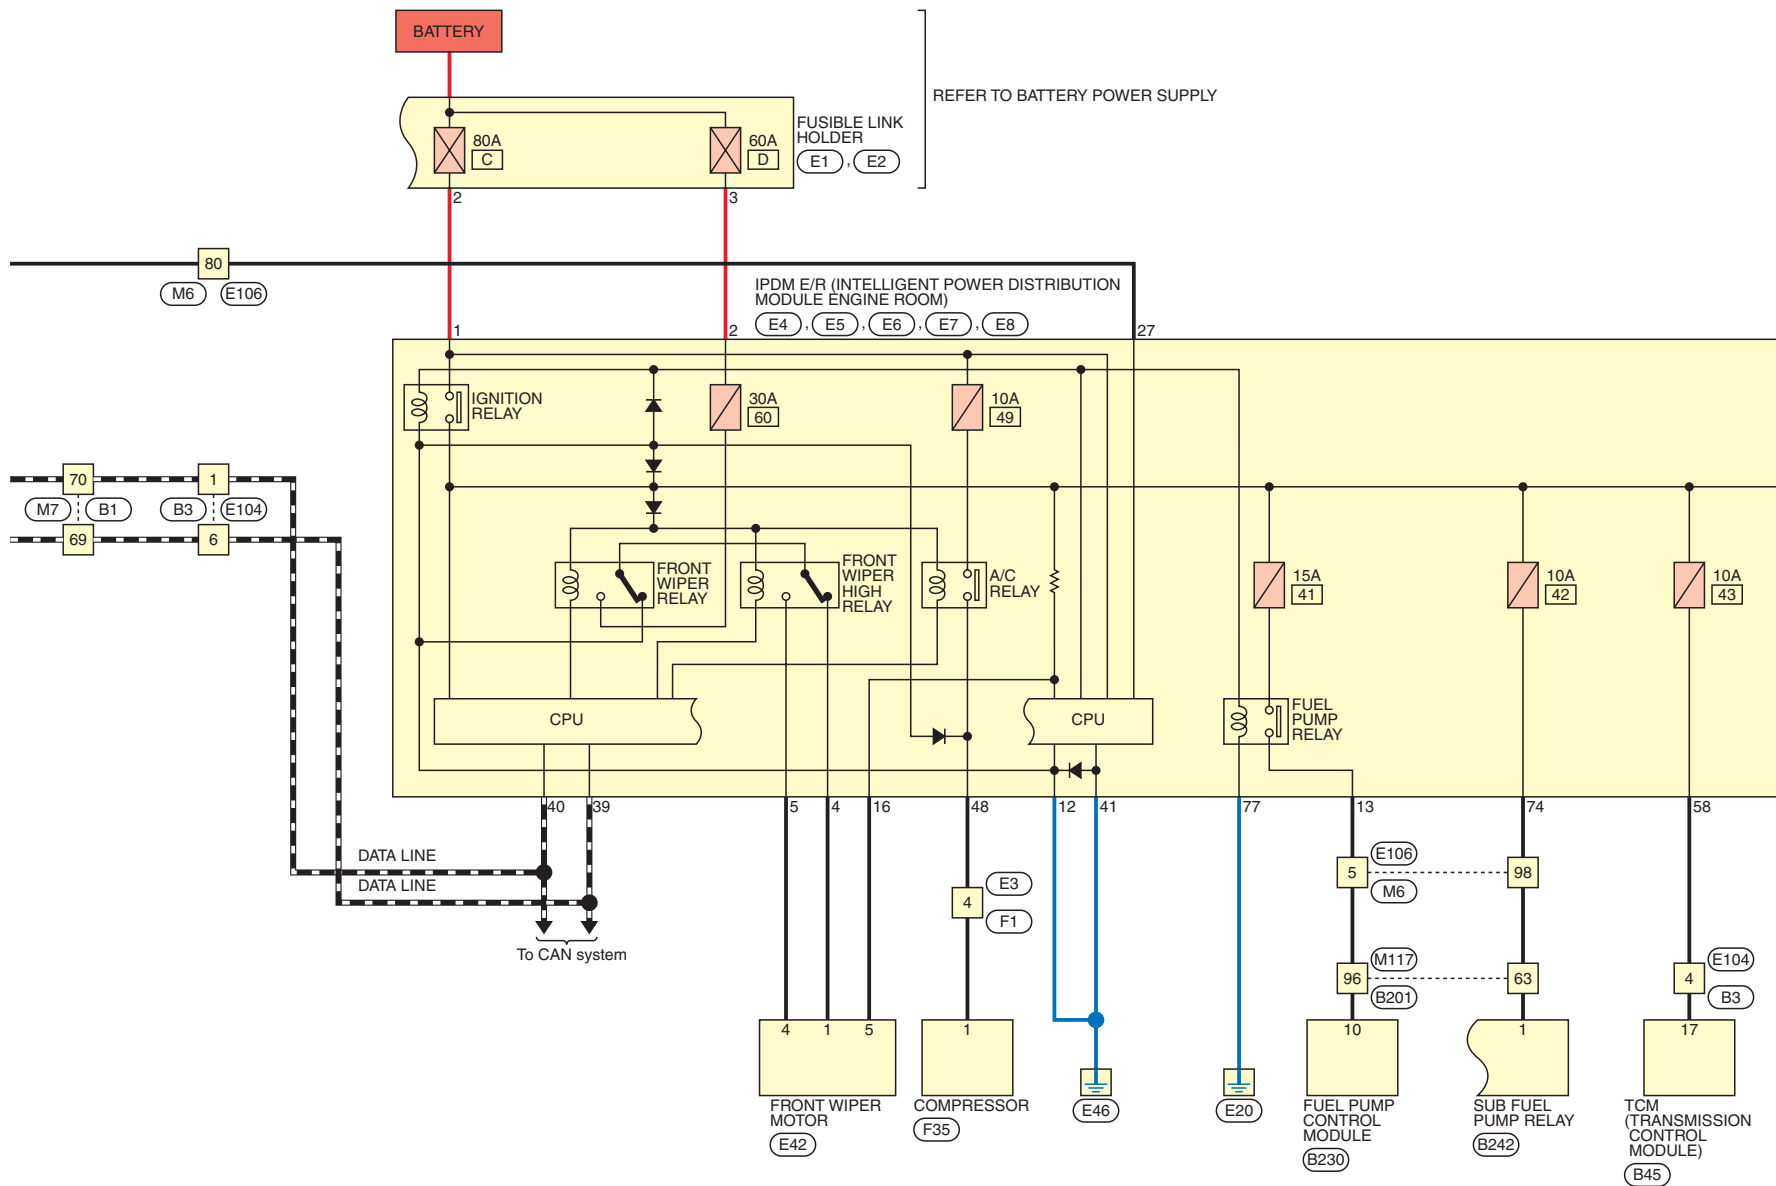 BATTERY
REFER TO BATTERY POWER SUPPLY
80A
C
60A
D
FUSIBLE LINK
HOLDER
E1 , E2
2
3
80
M6
E106
IPDM E/R (INTELLIGENT POWER DISTRIBUTION
MODULE ENGINE ROOM)
E4 , E5 , E6 , E7 , E8
1
2
27
IGNITION
RELAY
30A
60
10A
49
70
1
M7
B1
B3
E104
69
6
FRONT
WIPER
RELAY
FRONT
WIPER
HIGH
RELAY
A/C
RELAY
15A
41
10A
42
10A
43
CPU
CPU
FUEL
PUMP
RELAY
40
39
5
4
16
48
12
41
77
13
74
58
DATA LINE
DATA LINE
To CAN system
E3
4
F1
E106
5
M6
98
M117
96
B201
63
E104
4
B3
4
1
5
1
10
1
17
FRONT WIPER
MOTOR
E42
COMPRESSOR
F35
E46
E20
FUEL PUMP
CONTROL
MODULE
B230
SUB FUEL
PUMP RELAY
B242
TCM
(TRANSMISSION
CONTROL
MODULE)
B45